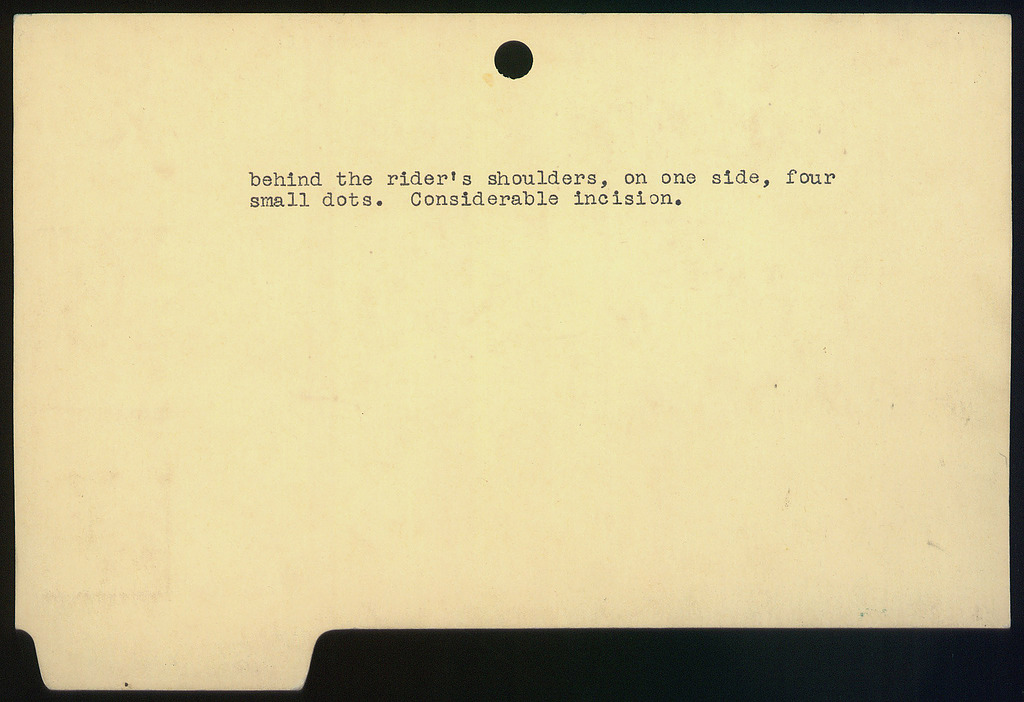 behind the rider's shoulders, on one side, four
small dots.  Considerable incision.